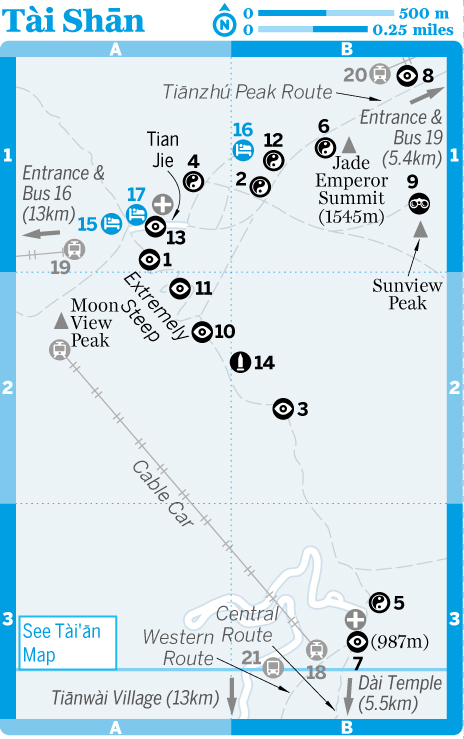 Tài Shān
N
0 500 m
0 0.25 miles
A B
20 8
Tiānzhú Peak Route
Entrance &
Bus 19
(5.4km)
1 1
16 12 6
Tian
Jie
4
2
Jade
Emperor
Summit
(1545m)
9
Entrance &
Bus 16
(13km)
17
15
13
19
1
Sunview
Peak
11
Extremely
Steep
Moon
View
Peak
10
14
2 2
3
Cable Car
5
3 3
Central
Route
Western
Route
(987m)
7
See Tài'ān
Map
21 18
Tiānwài Village (13km)
Dài Temple
(5.5km)
A B